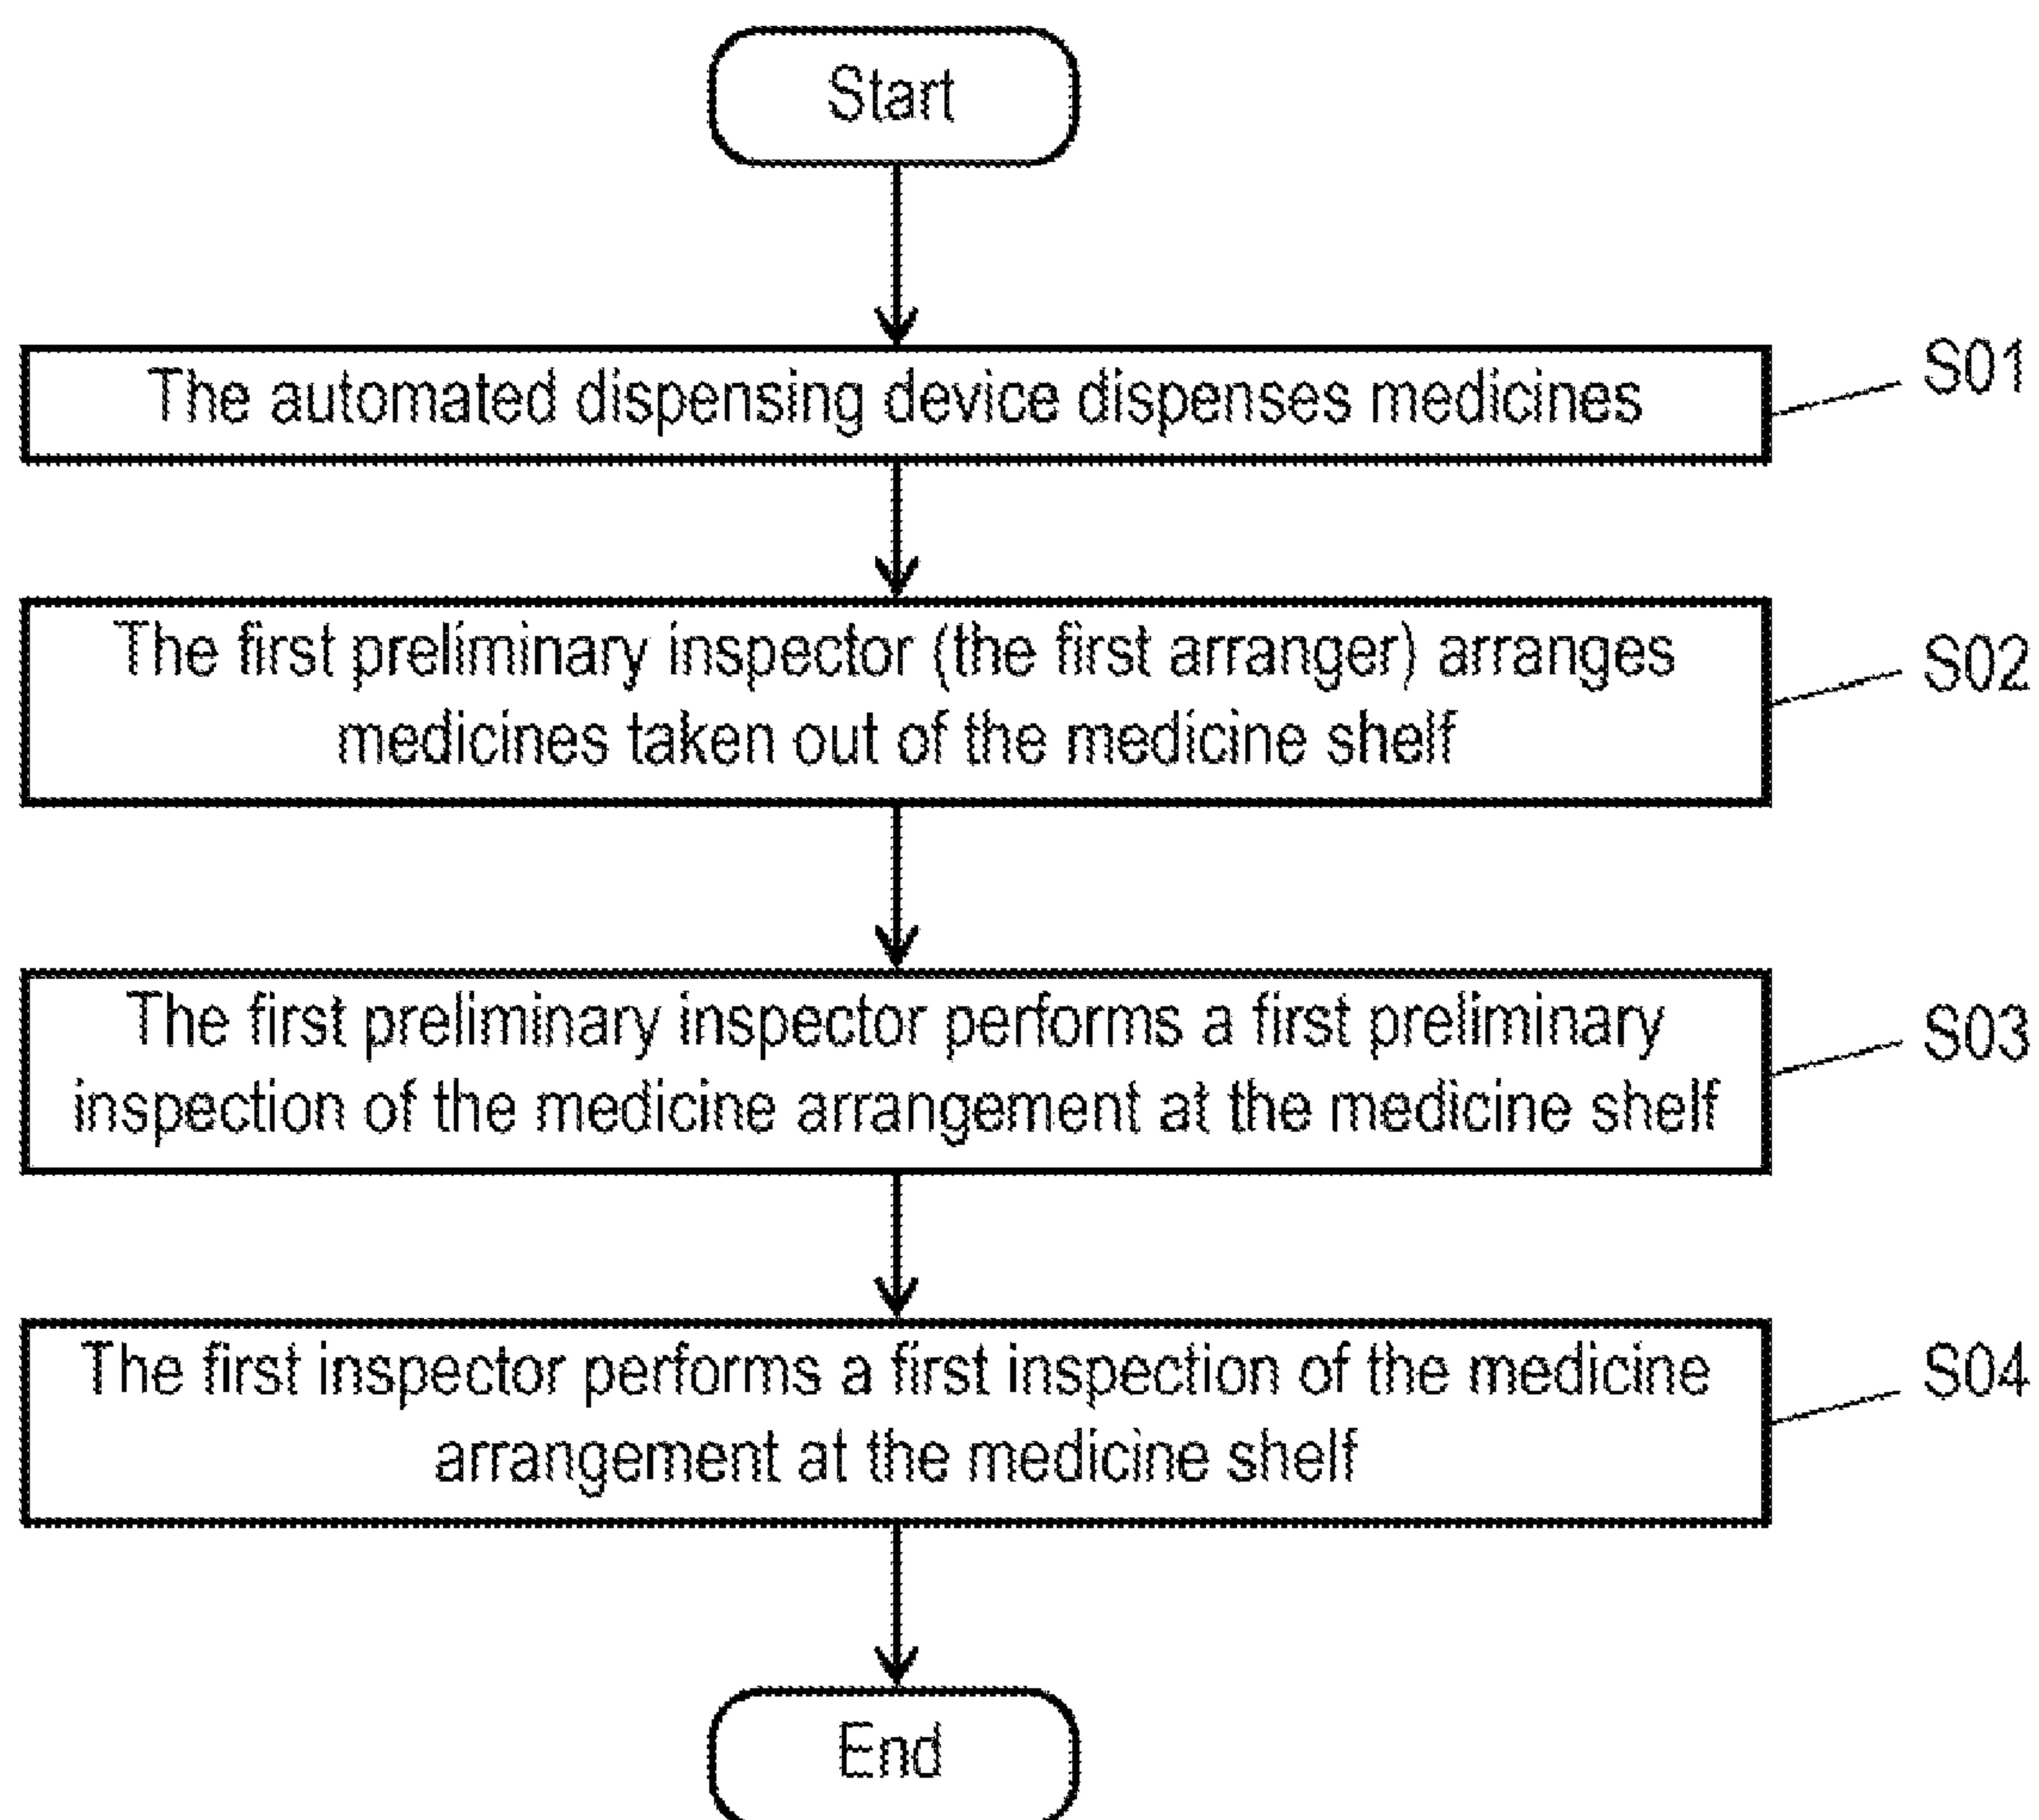 Start
The automated dispensing device dispenses medicines
S01
The first preliminary inspector (the first arranger) arranges
medicines taken out of the medicine shelf
S02
The first preliminary inspector performs a first preliminary
inspection of the medicine arrangement at the medicine shelf
S03
The first inspector performs a first inspection of the medicine
arrangement at the medicine shelf
S04
End